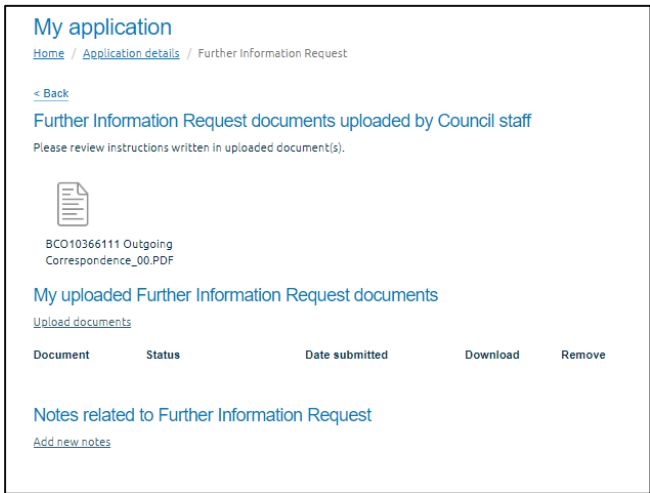 My application
Home / Application details / Further Information Request
< Back
Further Information Request documents uploaded by Council staff
Please review instructions written in uploaded document(s).
BCO10366111 Outgoing
Correspondence_00.PDF
My uploaded Further Information Request documents
Upload documents
Document Status Date submitted Download Remove
Notes related to Further Information Request
Add new notes